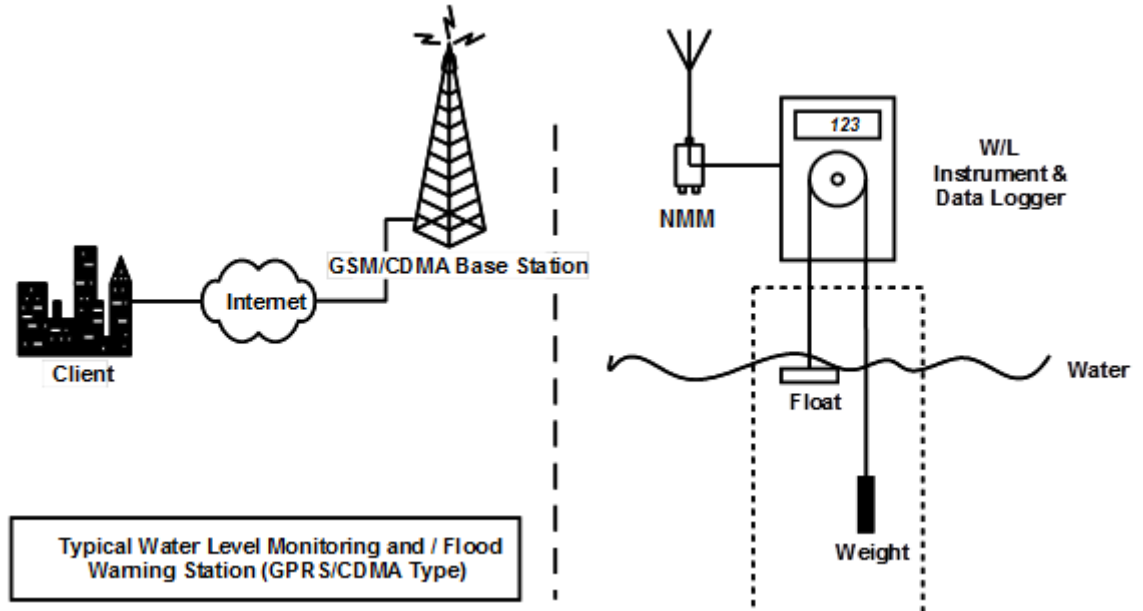 123
W/L
Instrument &
Data Logger
NMM
GSM/CDMA Base Station
Internet
Client
Water
Float
Weight
Typical Water Level Monitoring and / Flood
Warning Station (GPRS/CDMA Type)